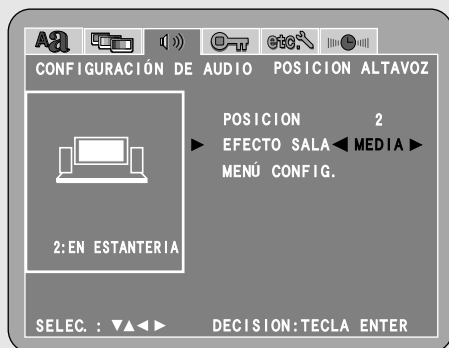 Aa etc.
CONFIGURACIÓN DE AUDIO POSICION ALTAVOZ
POSICION 2
▶ EFECTO SALA ◀ MEDIA ▶
MENÚ CONFIG.
2:EN ESTANTERIA
SELEC. : ▼▲◀ ▶ DECISION:TECLA ENTER